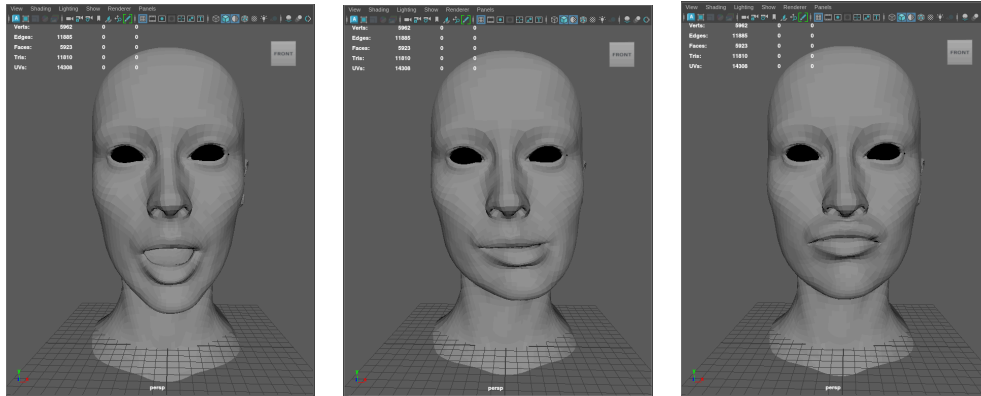 View Shading Lighting Show Renderer Panels
Verts: 5962 0 0
Edges: 11885 0 0
Faces: 5923 0 0
Tris: 11810 0 0
UVs: 14308 0 0
FRONT
persp
View Shading Lighting Show Renderer Panels
Verts: 5962 0 0
Edges: 11885 0 0
Faces: 5923 0 0
Tris: 11810 0 0
UVs: 14308 0 0
FRONT
persp
View Shading Lighting Show Renderer Panels
Verts: 5962 0 0
Edges: 11885 0 0
Faces: 5923 0 0
Tris: 11810 0 0
UVs: 14308 0 0
FRONT
persp